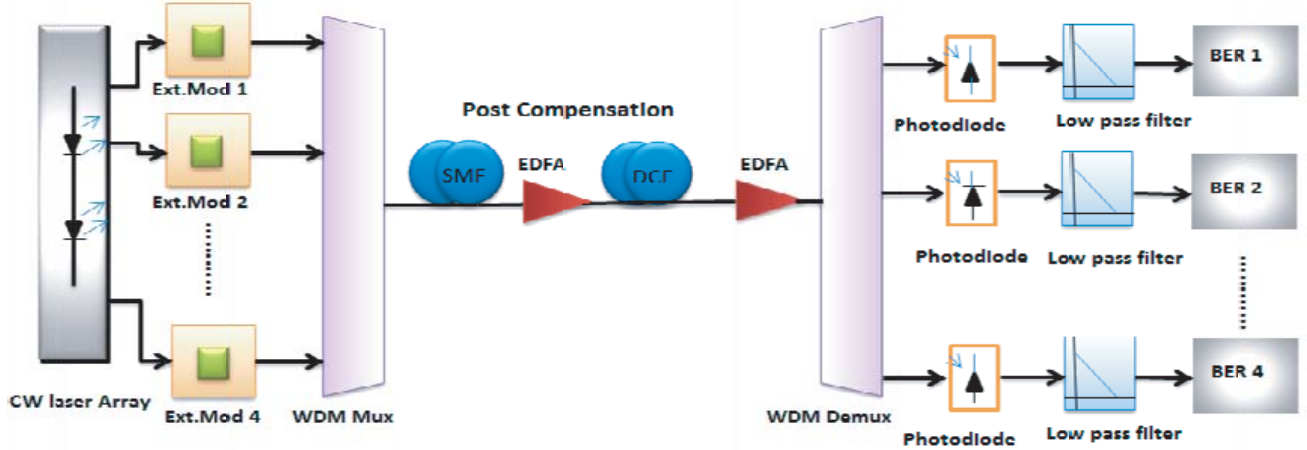 Ext.Mod 1
Ext.Mod 2
Ext.Mod 4
CW laser Array
WDM Mux
Post Compensation
SMF
EDFA
DCF
EDFA
WDM Demux
Photodiode
Low pass filter
BER 1
Photodiode
Low pass filter
BER 2
Photodiode
Low pass filter
BER 4